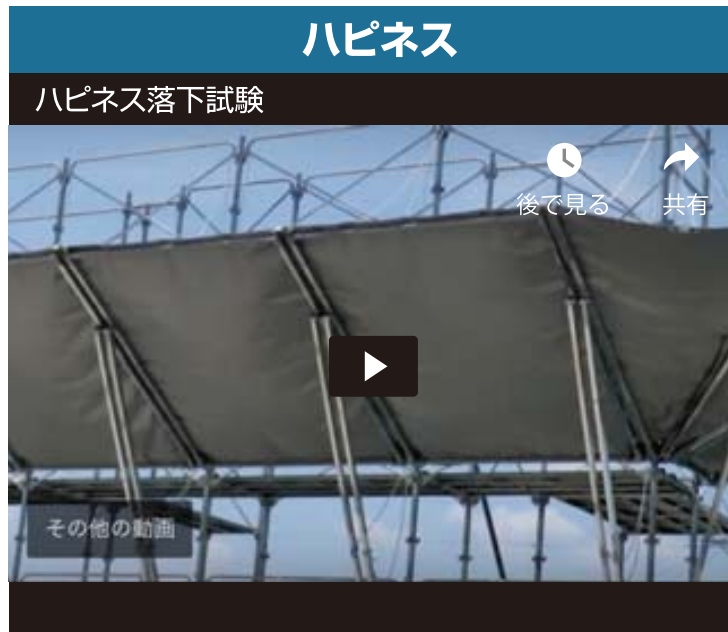 ハピネス
ハピネス落下試験
後で見る
共有
その他の動画